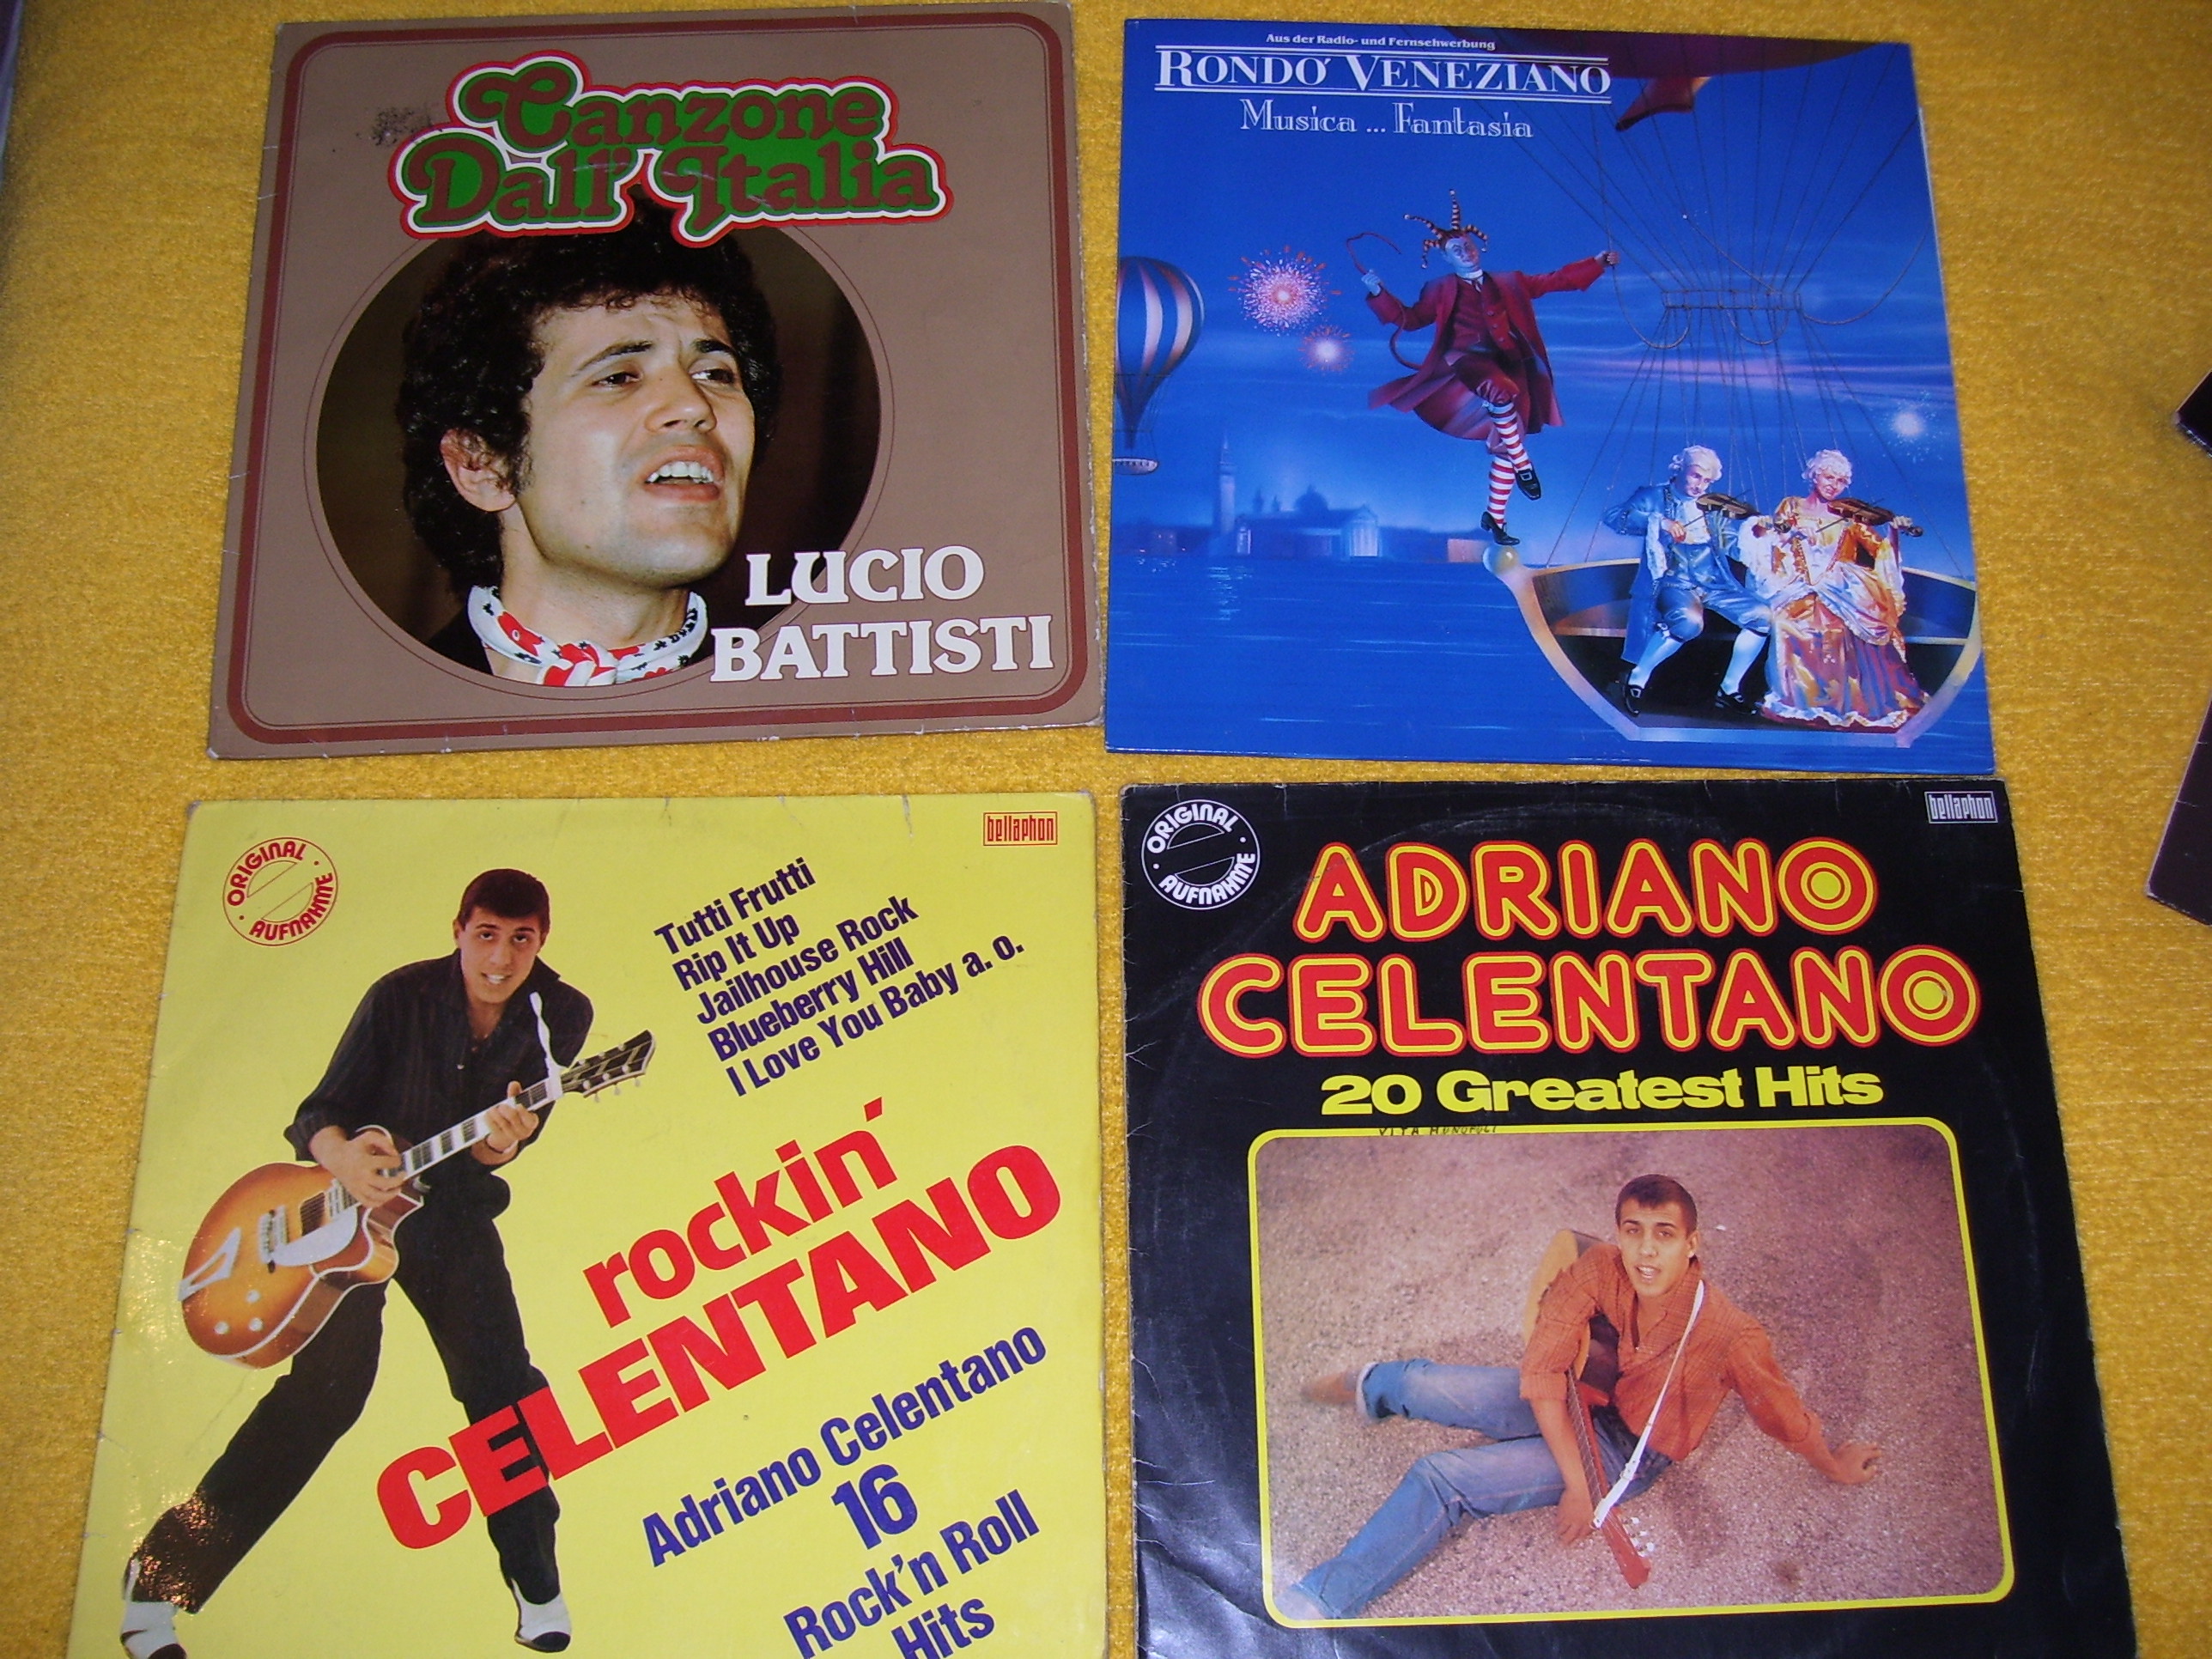 Canzone
Dall' Italia
LUCIO
BATTISTI
Aus der Radio- und Fernsehwerbung
RONDO' VENEZIANO
Musica ... Fantasia
ORIGINAL
AUFNAHME
bellaphon
Tutti Frutti
Rip It Up
Jailhouse Rock
Blueberry Hill
I Love You Baby a. o.
rockin'
CELENTANO
Adriano Celentano
16
Rock'n Roll
Hits
ORIGINAL
AUFNAHME
bellaphon
ADRIANO
CELENTANO
20 Greatest Hits
VITA MONOPOLI